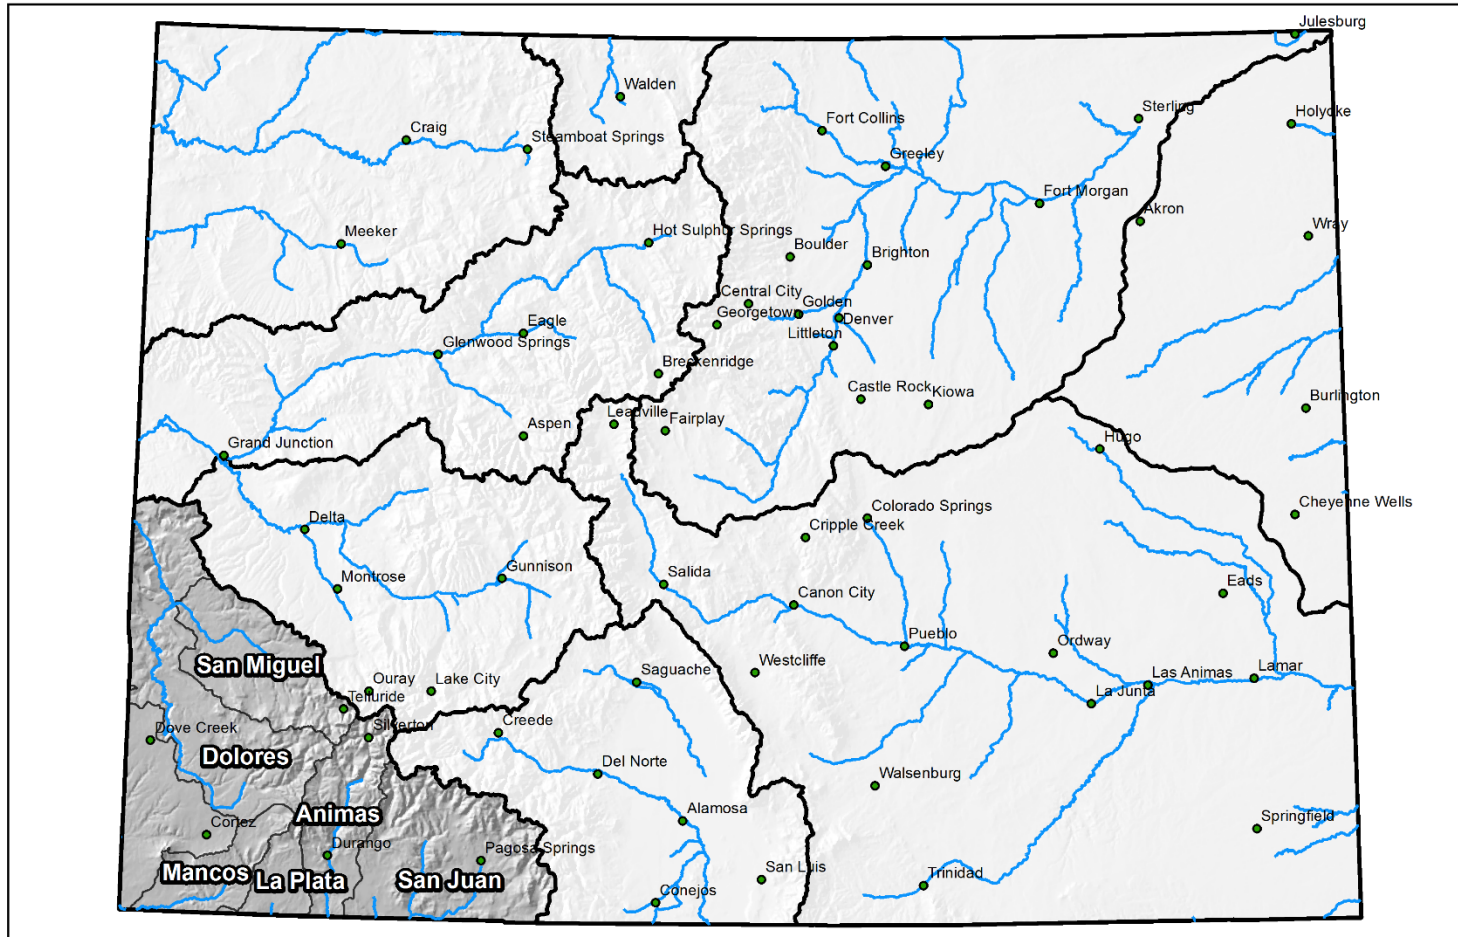 Julesburg
Walden
Sterling
Holyoke
Fort Collins
Craig
Steamboat Springs
Greeley
Fort Morgan
Akron
Wray
Meeker
Hot Sulphur Springs
Boulder
Brighton
Central City
Golden
Georgetown
Denver
Eagle
Littleton
Glenwood Springs
Breckenridge
Castle Rock
Kiowa
Burlington
Leadville
Aspen
Fairplay
Hugo
Grand Junction
Cheyenne Wells
Colorado Springs
Delta
Cripple Creek
Gunnison
Montrose
Salida
Eads
Canon City
Pueblo
Ordway
San Miguel
Saguache
Westcliffe
Las Animas
Lamar
Ouray
Lake City
La Junta
Telluride
Dove Creek
Silverton
Creede
Dolores
Del Norte
Walsenburg
Animas
Alamosa
Cortez
Springfield
Durango
Pagosa Springs
Mancos
La Plata
San Juan
San Luis
Trinidad
Conejos